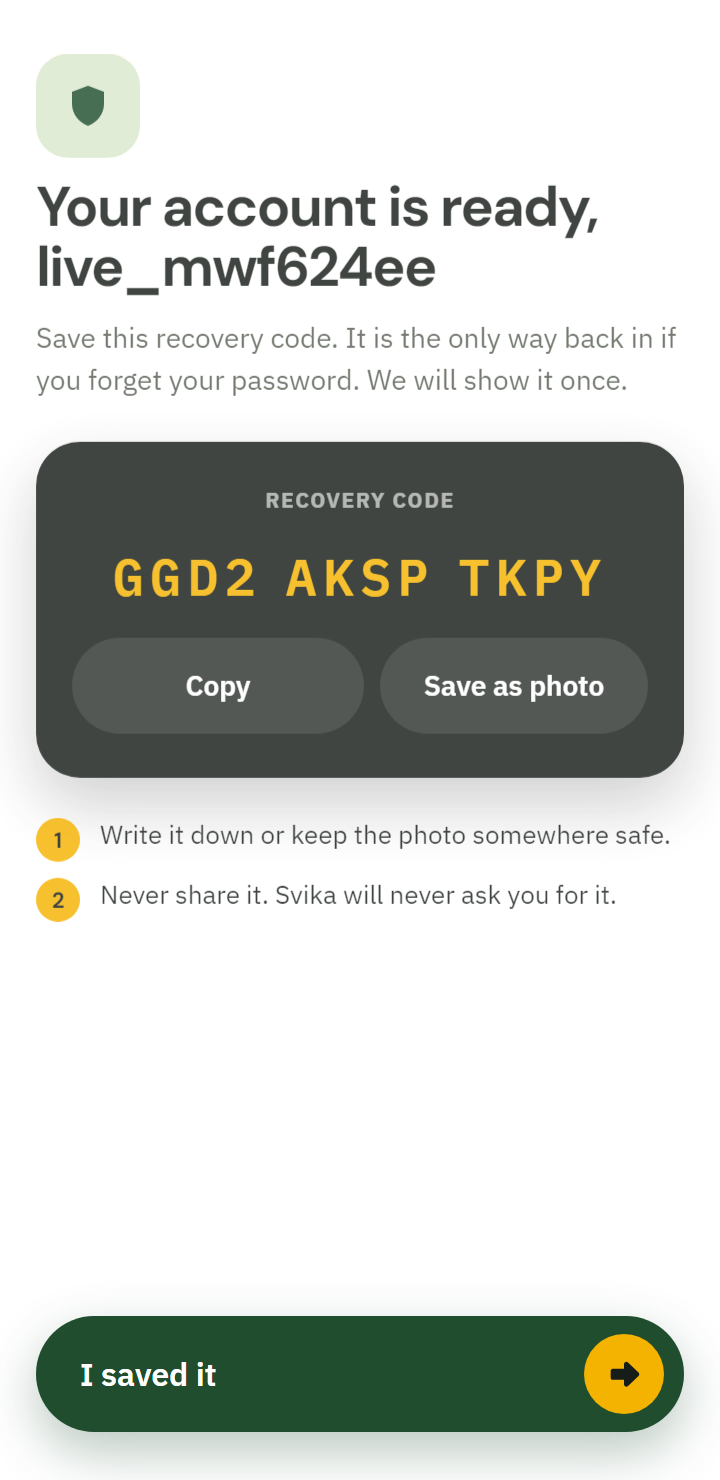 Your account is ready,
live_mwf624ee
Save this recovery code. It is the only way back in if
you forget your password. We will show it once.
RECOVERY CODE
GGD2 AKSP TKPY
Copy
Save as photo
1 Write it down or keep the photo somewhere safe.
2 Never share it. Svika will never ask you for it.
I saved it